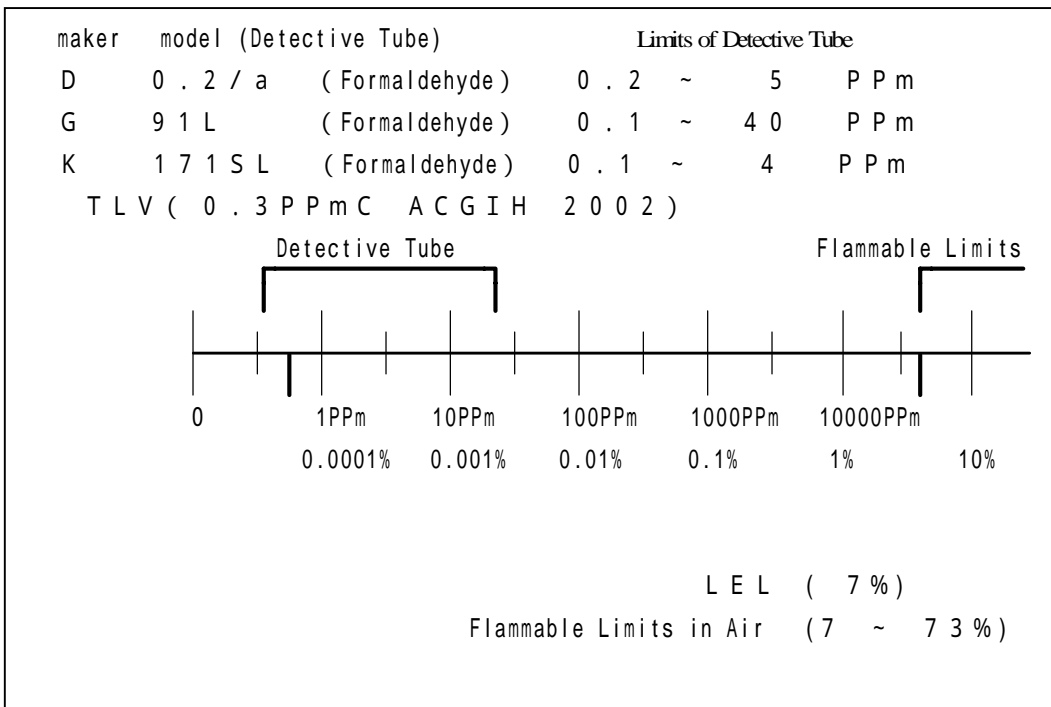 maker model (Detective Tube) Limits of Detective Tube
D 0.2/a (Formaldehyde) 0.2 ~ 5 PPm
G 91L (Formaldehyde) 0.1 ~ 40 PPm
K 171SL (Formaldehyde) 0.1 ~ 4 PPm
TLV( 0.3PPmC ACGIH 2002)
Detective Tube Flammable Limits
0 1PPm 10PPm 100PPm 1000PPm 10000PPm
0.0001% 0.001% 0.01% 0.1% 1% 10%
LEL ( 7%)
Flammable Limits in Air (7 ~ 73%)